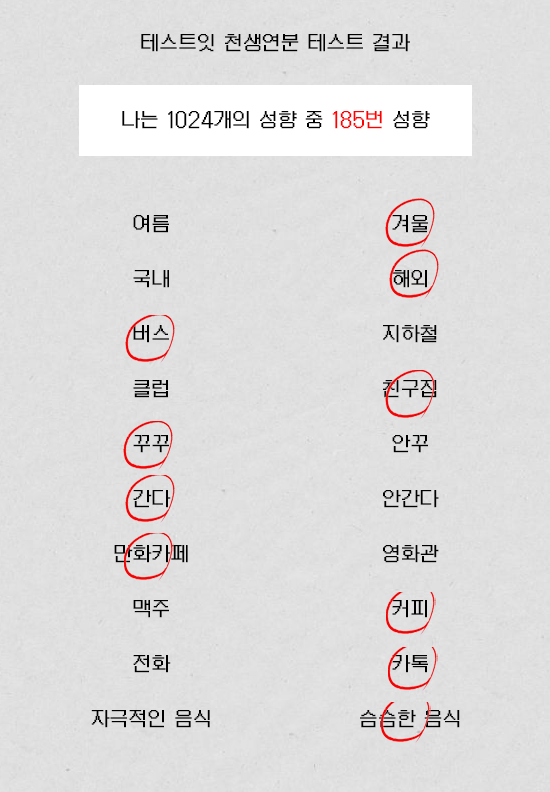 테스트잇 천생연분 테스트 결과
나는 1024개의 성향 중 185번 성향
여름 겨울
국내 해외
버스 지하철
클럽 친구집
꾸꾸 안꾸
간다 안간다
만화카페 영화관
맥주 커피
전화 카톡
자극적인 음식 슴슴한 음식